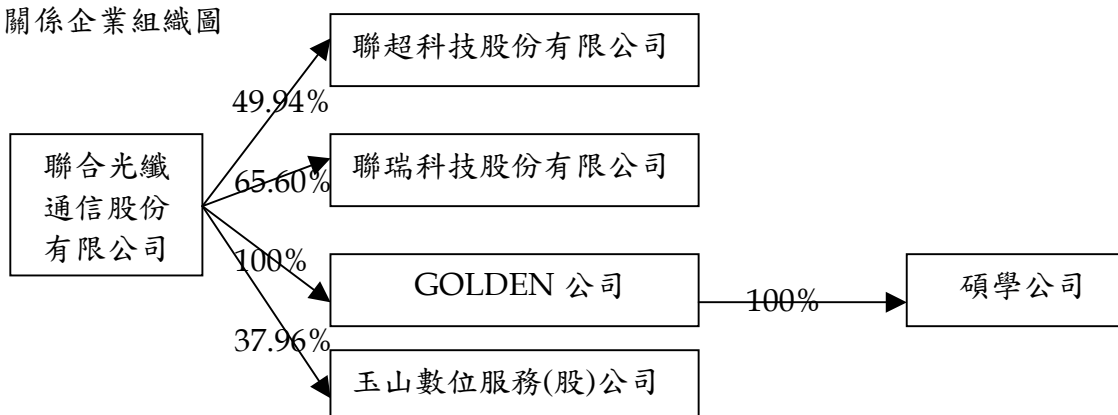 關係企業組織圖
聯超科技股份有限公司
49.94%
聯合光纖
通信股份
有限公司
聯瑞科技股份有限公司
65.60%
100%
GOLDEN 公司
100%
碩學公司
37.96%
玉山數位服務(股)公司